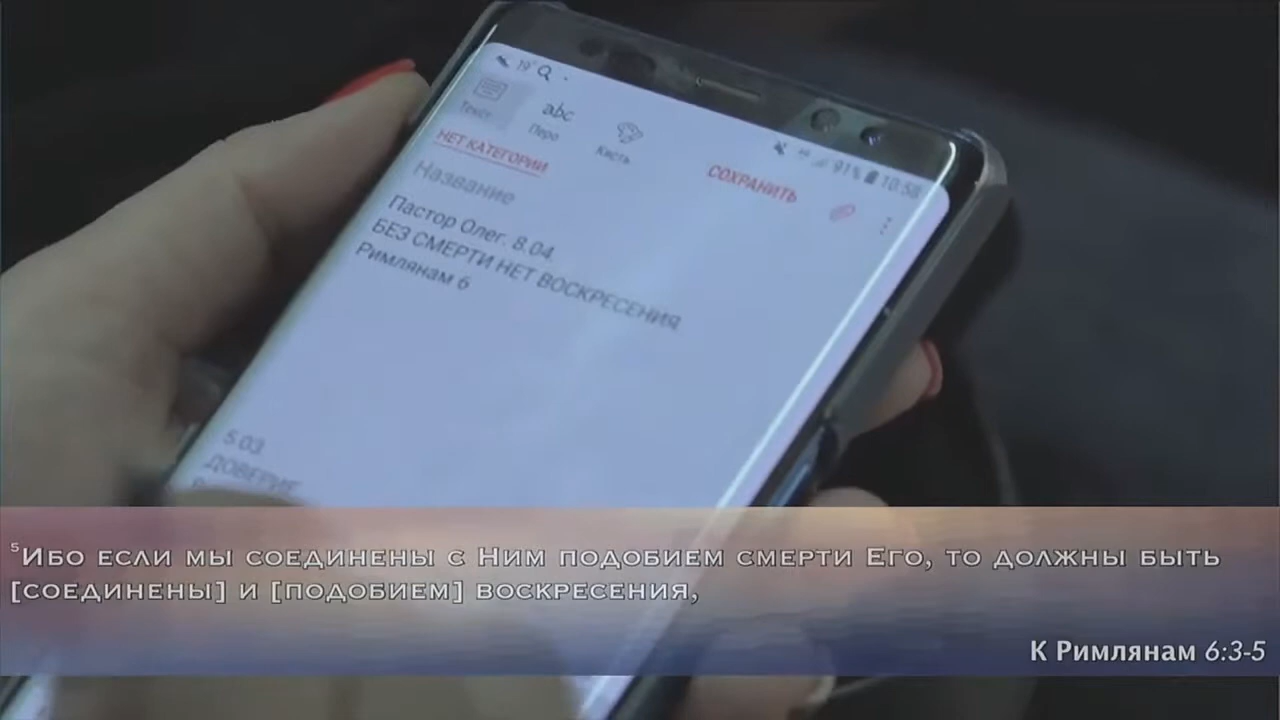 19°
91% 10:58
Текст
abc
Перо
Кисть
НЕТ КАТЕГОРИИ
СОХРАНИТЬ
Название
Пастор Олег. 8.04
БЕЗ СМЕРТИ НЕТ ВОСКРЕСЕНИЯ
Римлянам 6
5.03
ДОВЕРИЕ
⁵Ибо если мы соединены с Ним подобием смерти Его, то должны быть
[соединены] и [подобием] воскресения,
К Римлянам 6:3-5